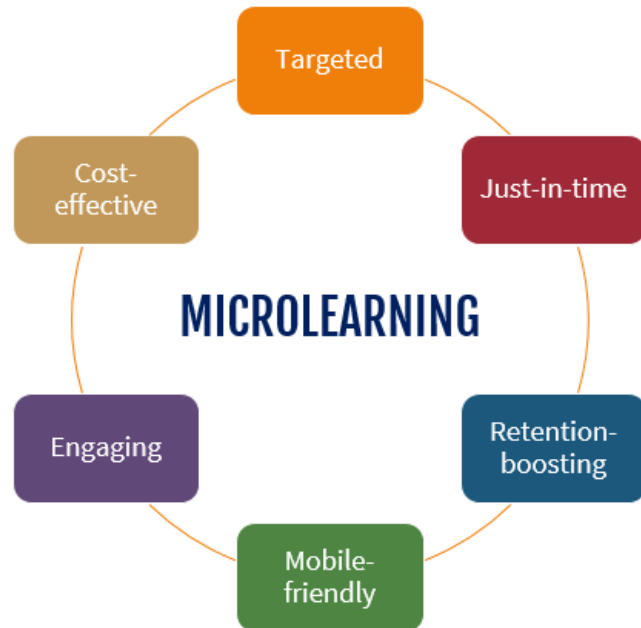 Targeted
Just-in-time
Retention-
boosting
Mobile-
friendly
Engaging
Cost-
effective
MICROLEARNING